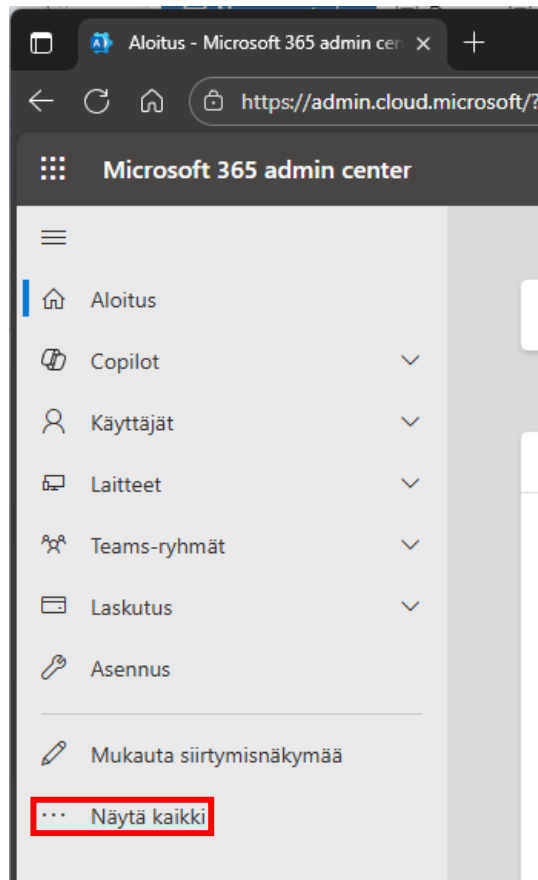 Aloitus - Microsoft 365 admin cen
https://admin.cloud.microsoft/?
Microsoft 365 admin center
Aloitus
Copilot
Käyttäjät
Laitteet
Teams-ryhmät
Laskutus
Asennus
Mukauta siirtymisnäkymää
Näytä kaikki